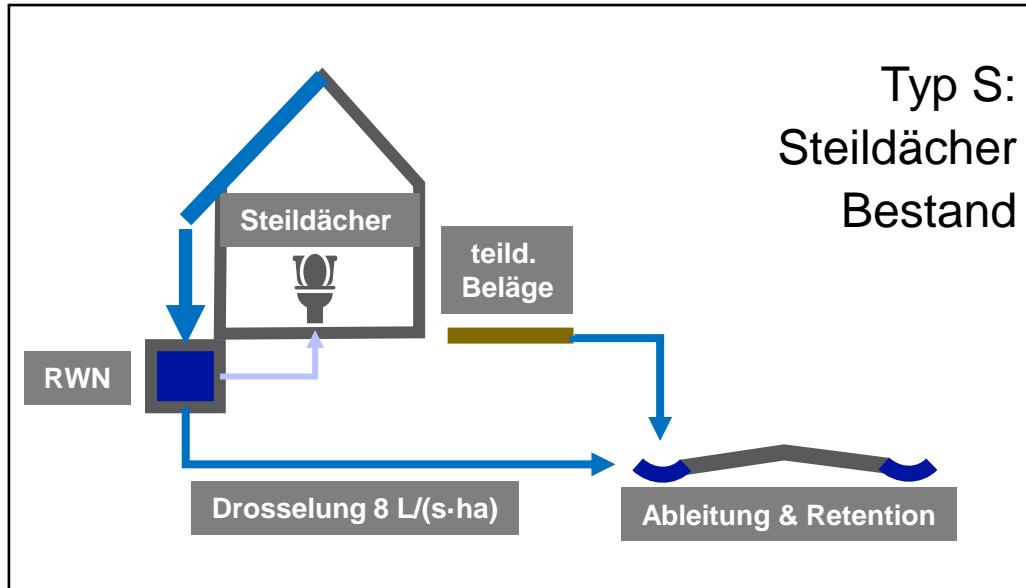 Typ S:
Steildächer
Bestand
Steildächer
teild.
Beläge
RWN
Drosselung 8 L/(s·ha)
Ableitung & Retention